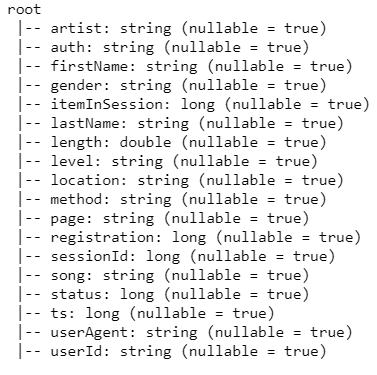 root
 |-- artist: string (nullable = true)
 |-- auth: string (nullable = true)
 |-- firstName: string (nullable = true)
 |-- gender: string (nullable = true)
 |-- itemInSession: long (nullable = true)
 |-- lastName: string (nullable = true)
 |-- length: double (nullable = true)
 |-- level: string (nullable = true)
 |-- location: string (nullable = true)
 |-- method: string (nullable = true)
 |-- page: string (nullable = true)
 |-- registration: long (nullable = true)
 |-- sessionId: long (nullable = true)
 |-- song: string (nullable = true)
 |-- status: long (nullable = true)
 |-- ts: long (nullable = true)
 |-- userAgent: string (nullable = true)
 |-- userId: string (nullable = true)